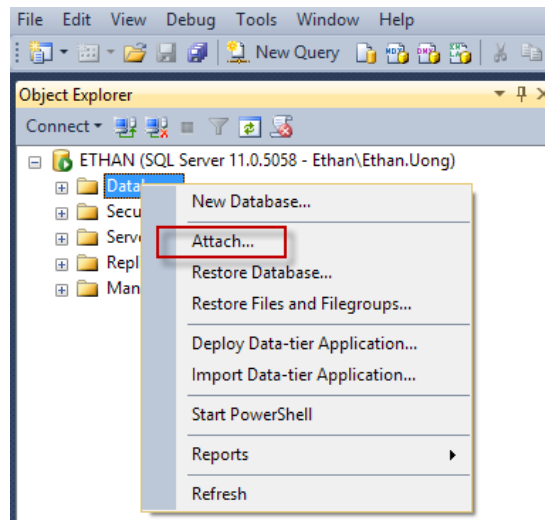 File Edit View Debug Tools Window Help
New Query
Object Explorer
Connect
ETHAN (SQL Server 11.0.5058 - Ethan\Ethan.Uong)
Data
Secu
Serv
Repl
Man
New Database...
Attach...
Restore Database...
Restore Files and Filegroups...
Deploy Data-tier Application...
Import Data-tier Application...
Start PowerShell
Reports
Refresh